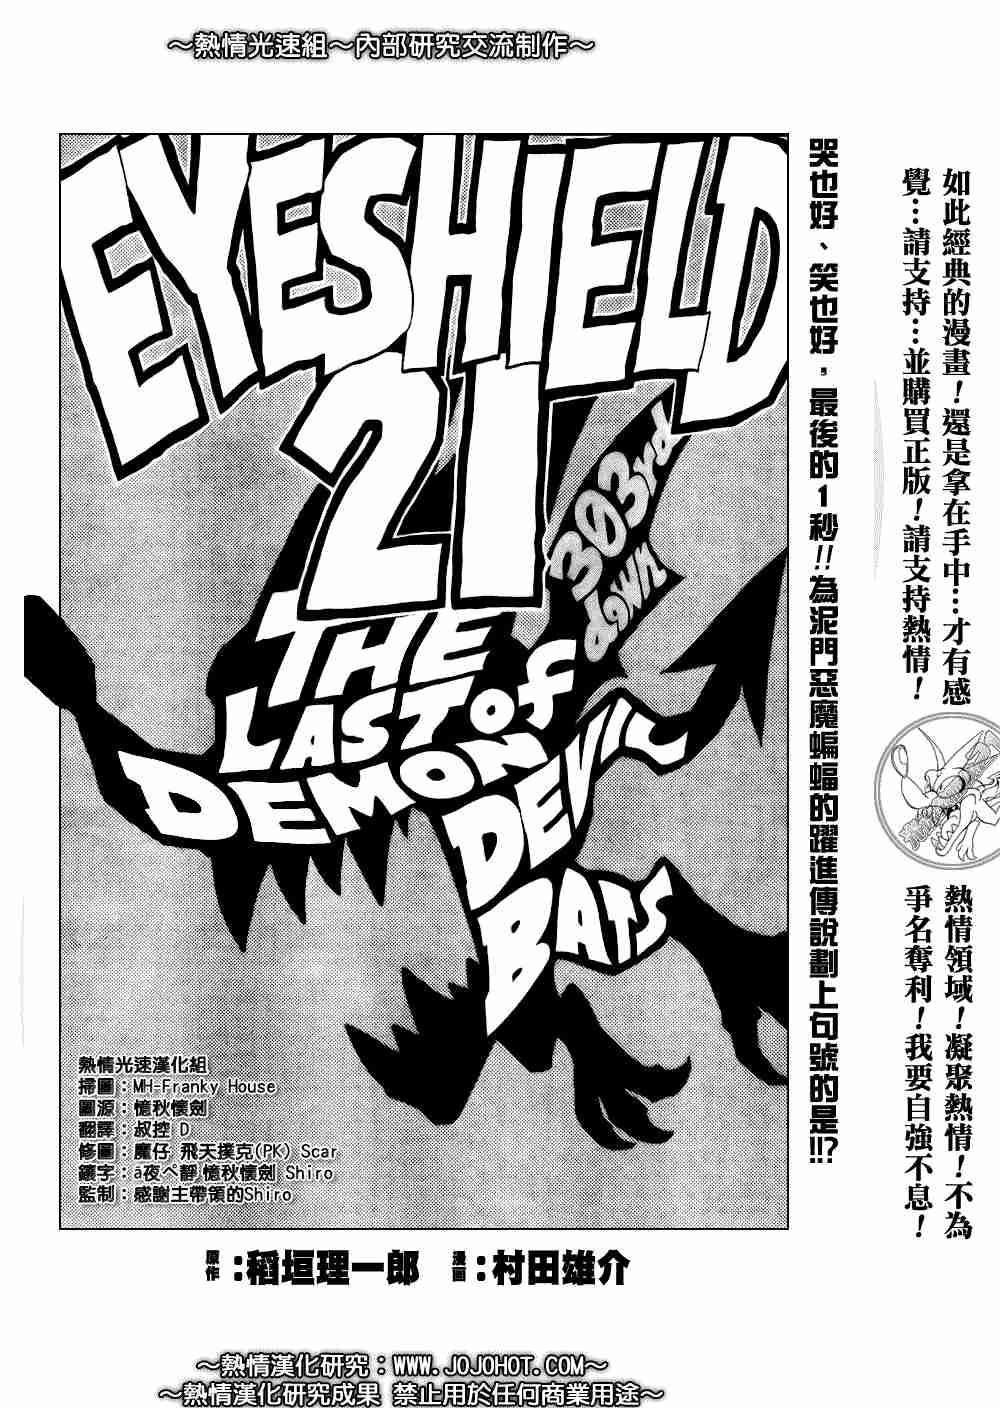 ～熱情光速組～內部研究交流制作～
EYESHIELD
21
303rd
down
THE
LAST of
DEMON
DEVIL
BATS
哭也好、笑也好，最後的1秒!!為泥門惡魔蝙蝠的躍進傳說劃上句號的是!!?
如此經典的漫畫！還是拿在手中…才有感
覺…請支持…並購買正版！請支持熱情！
熱情領域！凝聚熱情！不為
爭名奪利！我要自強不息！
熱情光速漢化組
掃圖：MH-Franky House
圖源：憶秋懷劍
翻譯：叔控 D
修圖：魔仔 飛天撲克(PK) Scar
鑲字：ā夜ペ靜 憶秋懷劍 Shiro
監制：感謝主帶領的Shiro
原作：稻垣理一郎 漫画：村田雄介
～熱情漢化研究：WWW.JOJOHOT.COM～
～熱情漢化研究成果 禁止用於任何商業用途～